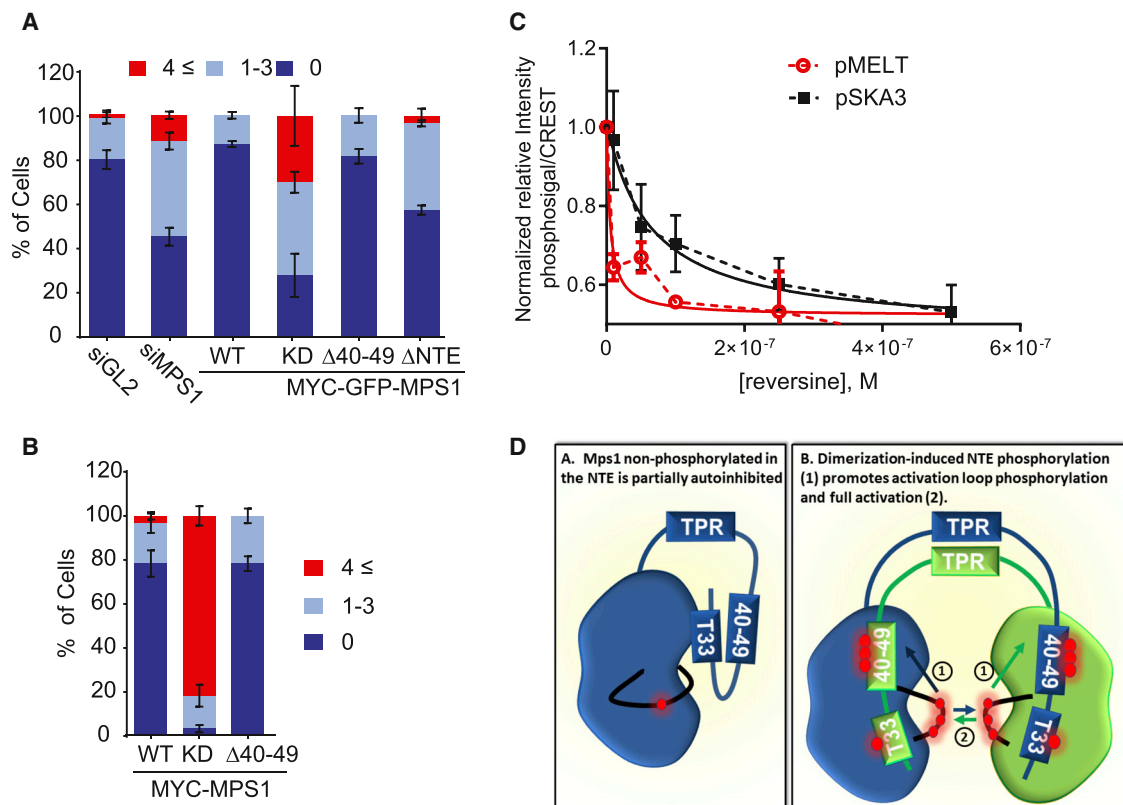 A
4 ≤ 1-3 0
% of Cells
120
100
80
60
40
20
0
siGL2 siMPS1 WT KD Δ40-49 ΔNTE
MYC-GFP-MPS1
B
% of Cells
120
100
80
60
40
20
0
4 ≤
1-3
0
WT KD Δ40-49
MYC-MPS1
C
Normalized relative Intensity
phosphosigal/CREST
1.2
1.0
0.8
0.6
pMELT
pSKA3
0 2×10⁻⁷ 4×10⁻⁷ 6×10⁻⁷
[reversine], M
D
A. Mps1 non-phosphorylated in
the NTE is partially autoinhibited
TPR
T33
40-49
B. Dimerization-induced NTE phosphorylation
(1) promotes activation loop phosphorylation
and full activation (2).
TPR
TPR
40-49
40-49
1 1
2
T33
T33